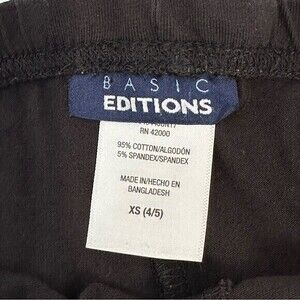 BASIC
EDITIONS
RN 42000
95% COTTON/ALGODÓN
5% SPANDEX/SPANDEX
MADE IN/HECHO EN
BANGLADESH
XS (4/5)